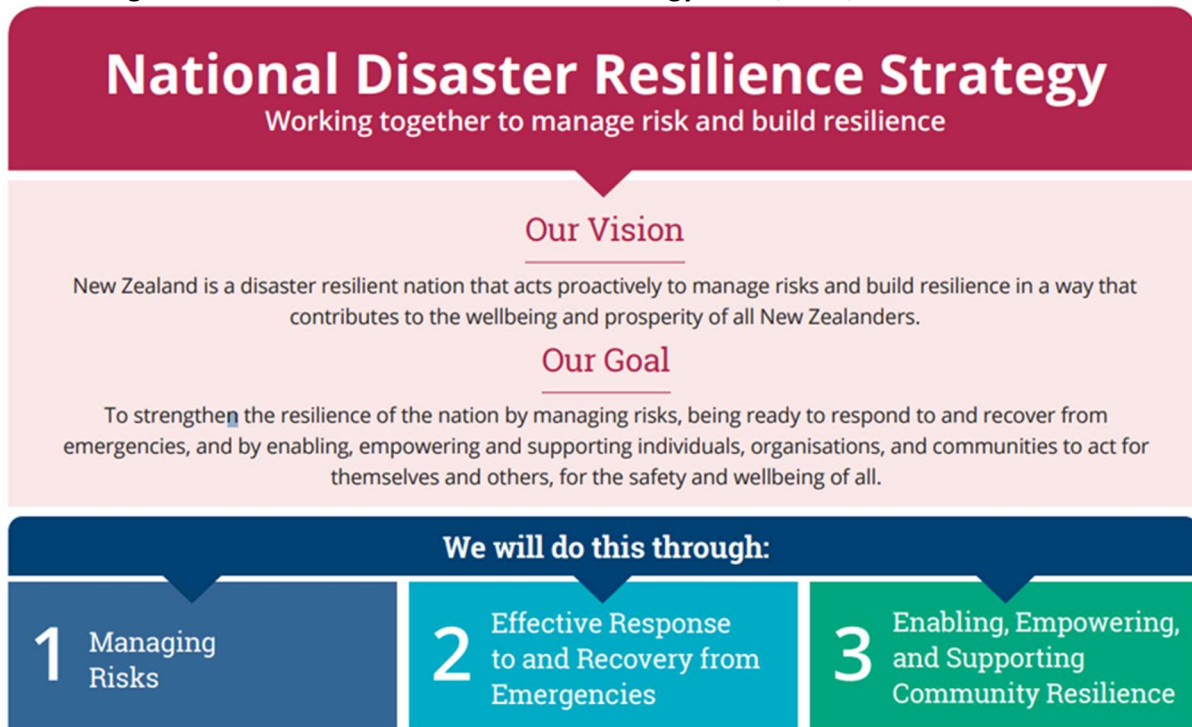 National Disaster Resilience Strategy
Working together to manage risk and build resilience
Our Vision
New Zealand is a disaster resilient nation that acts proactively to manage risks and build resilience in a way that
contributes to the wellbeing and prosperity of all New Zealanders.
Our Goal
To strengthen the resilience of the nation by managing risks, being ready to respond to and recover from
emergencies, and by enabling, empowering and supporting individuals, organisations, and communities to act for
themselves and others, for the safety and wellbeing of all.
We will do this through:
1 Managing
Risks
2 Effective Response
to and Recovery from
Emergencies
3 Enabling, Empowering,
and Supporting
Community Resilience